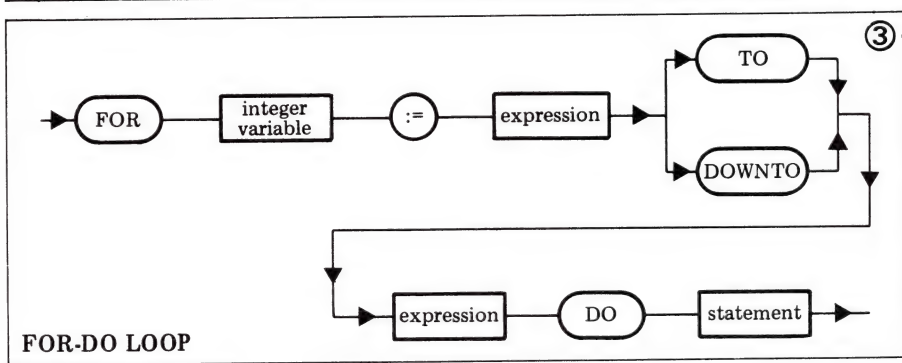 ③
TO
FOR
integer
variable
:=
expression
DOWNTO
expression
DO
statement
FOR-DO LOOP